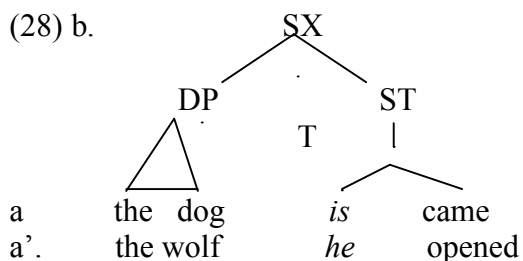 (28) b. SX
DP ST
T
a the dog is came
a’. the wolf he opened